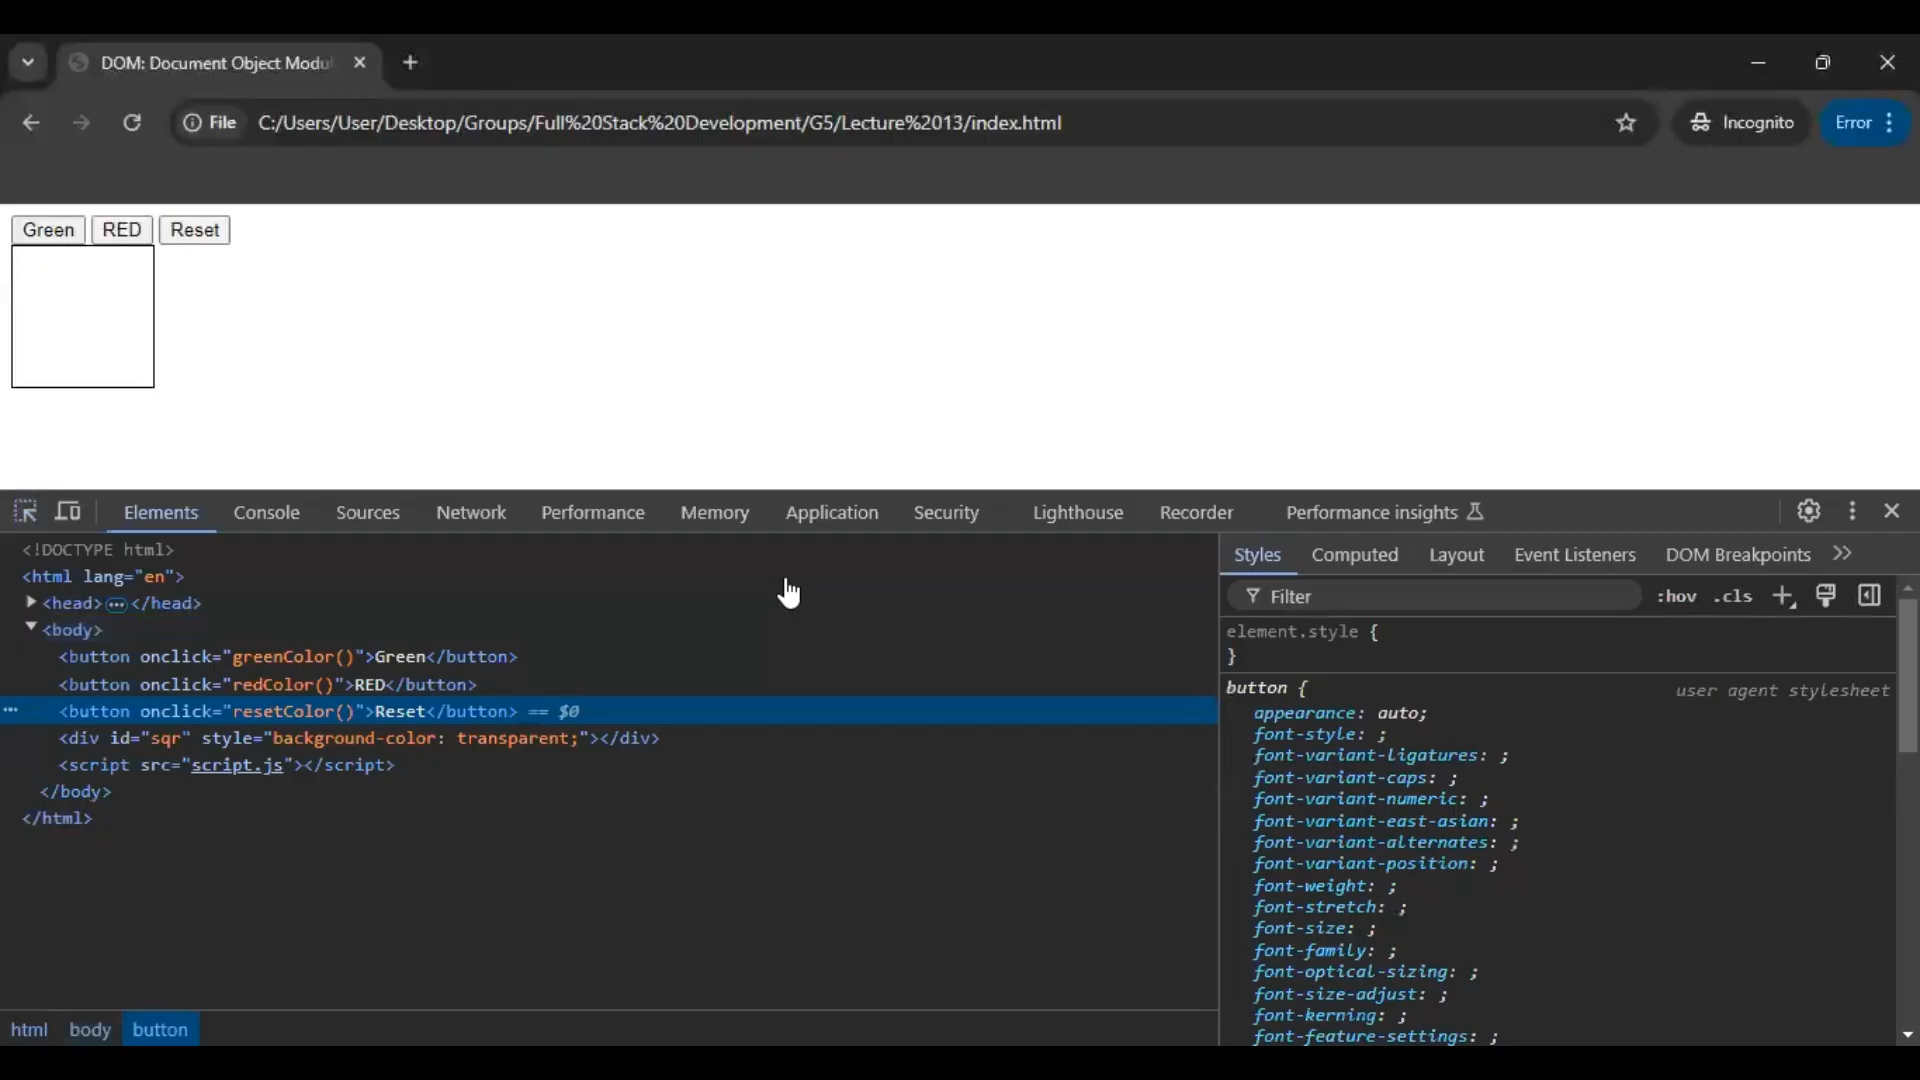 DOM: Document Object Modu
File C:/Users/User/Desktop/Groups/Full%20Stack%20Development/G5/Lecture%2013/index.html Incognito Error
Green RED Reset
Elements Console Sources Network Performance Memory Application Security Lighthouse Recorder Performance insights
<!DOCTYPE html>
<html lang="en">
<head>…</head>
<body>
<button onclick="greenColor()">Green</button>
<button onclick="redColor()">RED</button>
… <button onclick="resetColor()">Reset</button> == $0
<div id="sqr" style="background-color: transparent;"></div>
<script src="script.js"></script>
</body>
</html>
html body button
Styles Computed Layout Event Listeners DOM Breakpoints
Filter :hov .cls
element.style {
}
button { user agent stylesheet
appearance: auto;
font-style: ;
font-variant-ligatures: ;
font-variant-caps: ;
font-variant-numeric: ;
font-variant-east-asian: ;
font-variant-alternates: ;
font-variant-position: ;
font-weight: ;
font-stretch: ;
font-size: ;
font-family: ;
font-optical-sizing: ;
font-size-adjust: ;
font-kerning: ;
font-feature-settings: ;